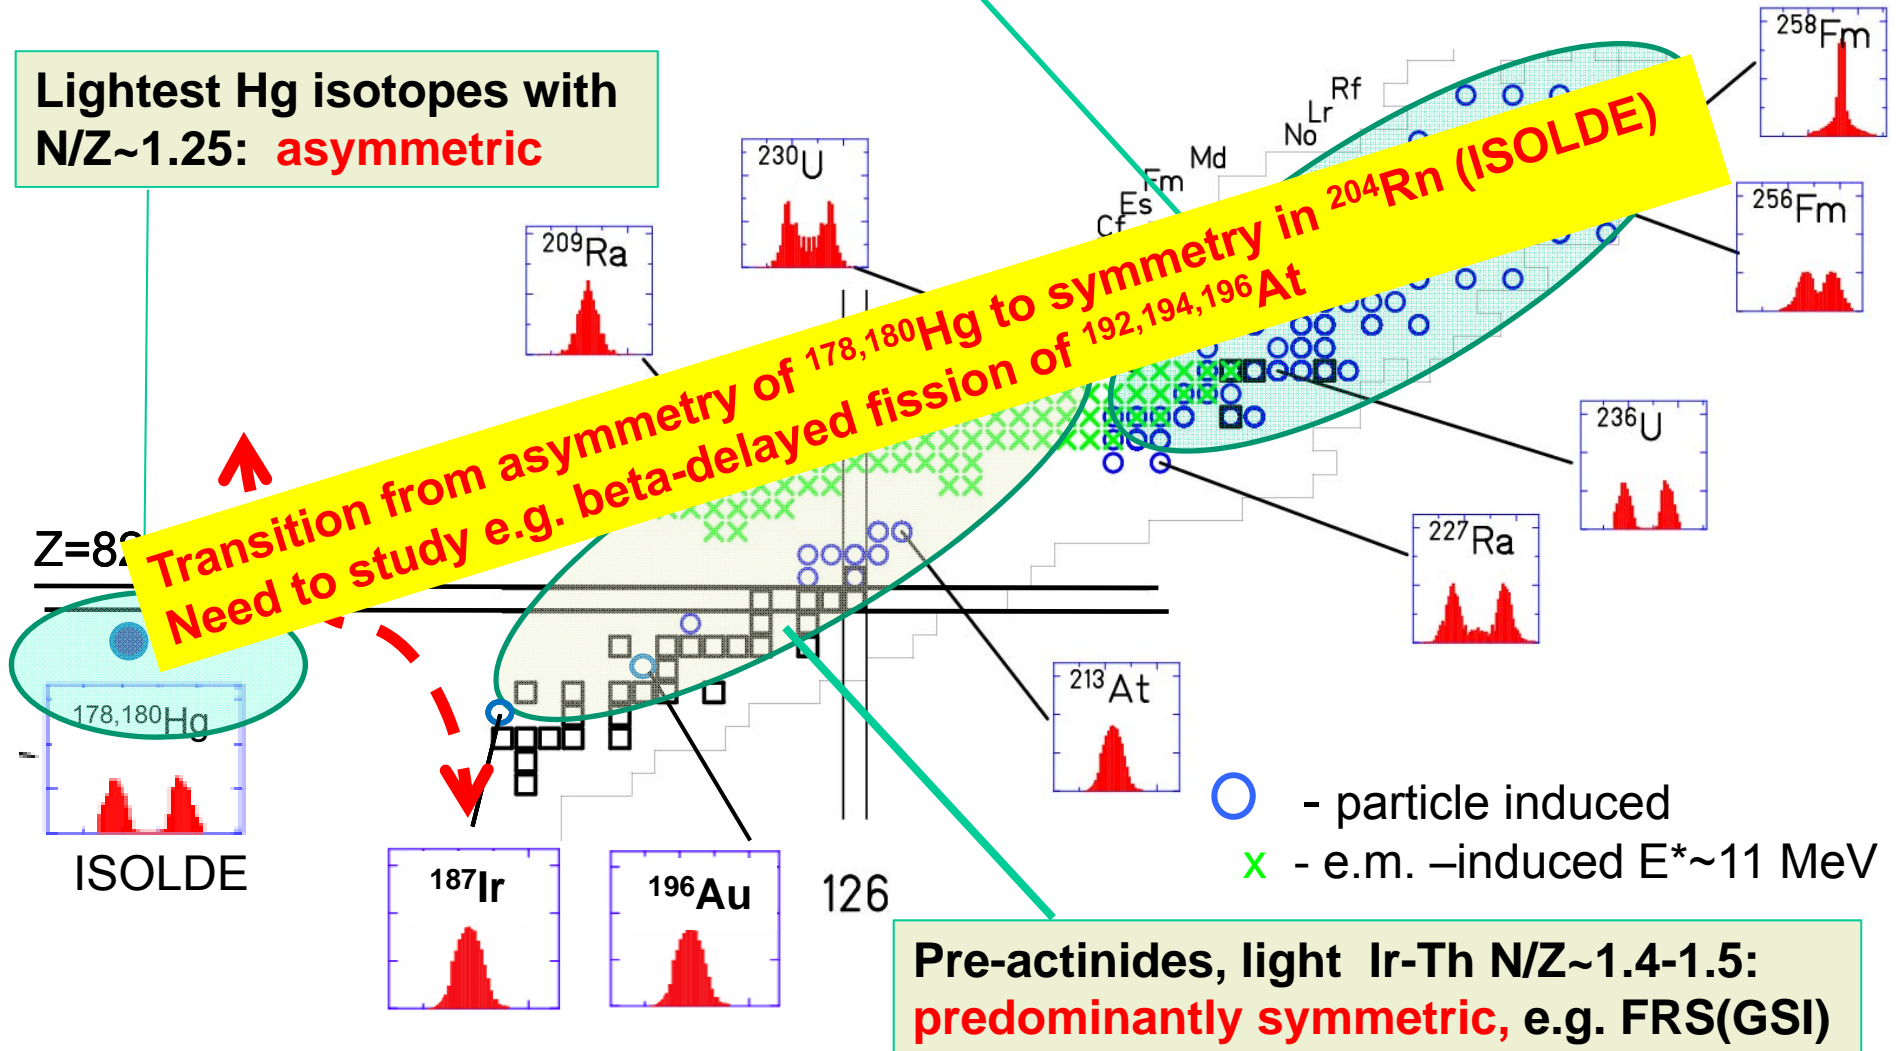 258Fm
Lightest Hg isotopes with
N/Z~1.25: asymmetric
Rf
Lr
No
Md
Fm
Es
Cf
230U
256Fm
209Ra
Transition from asymmetry of 178,180Hg to symmetry in 204Rn (ISOLDE)
Need to study e.g. beta-delayed fission of 192,194,196At
236U
227Ra
Z=82
178,180Hg
213At
- particle induced
x - e.m. –induced E*~11 MeV
ISOLDE
187Ir
196Au
126
Pre-actinides, light Ir-Th N/Z~1.4-1.5:
predominantly symmetric, e.g. FRS(GSI)